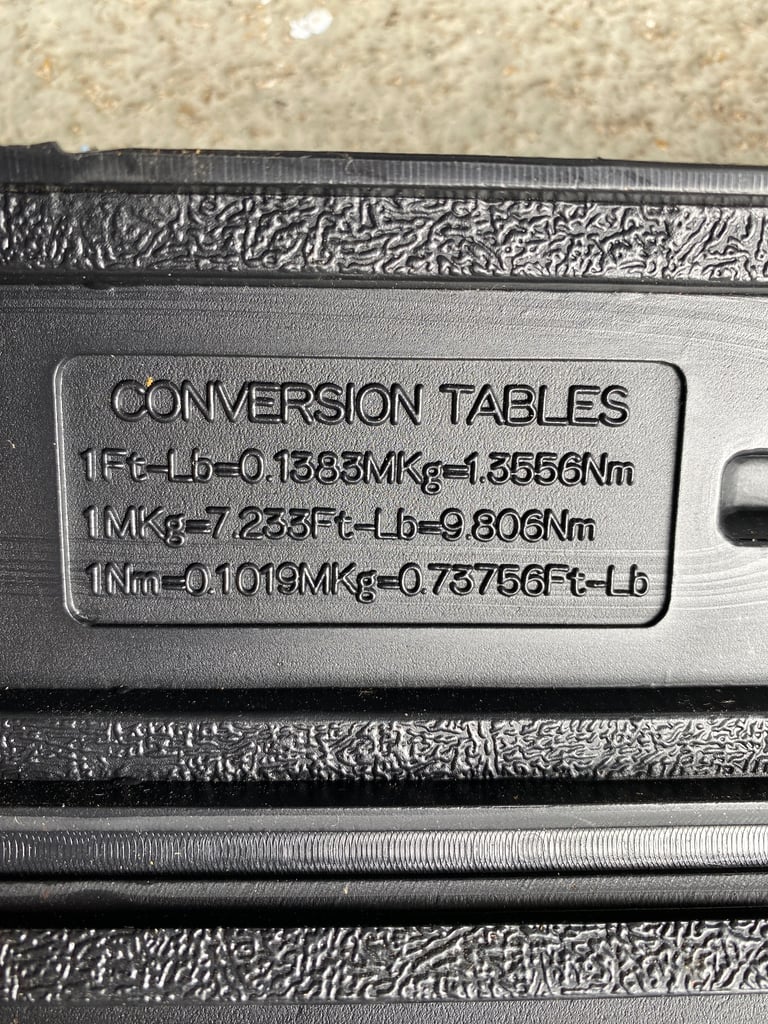 CONVERSION TABLES
1Ft-Lb=0.1383MKg=1.3556Nm
1MKg=7.233Ft-Lb=9.806Nm
1Nm=0.1019MKg=0.73756Ft-Lb